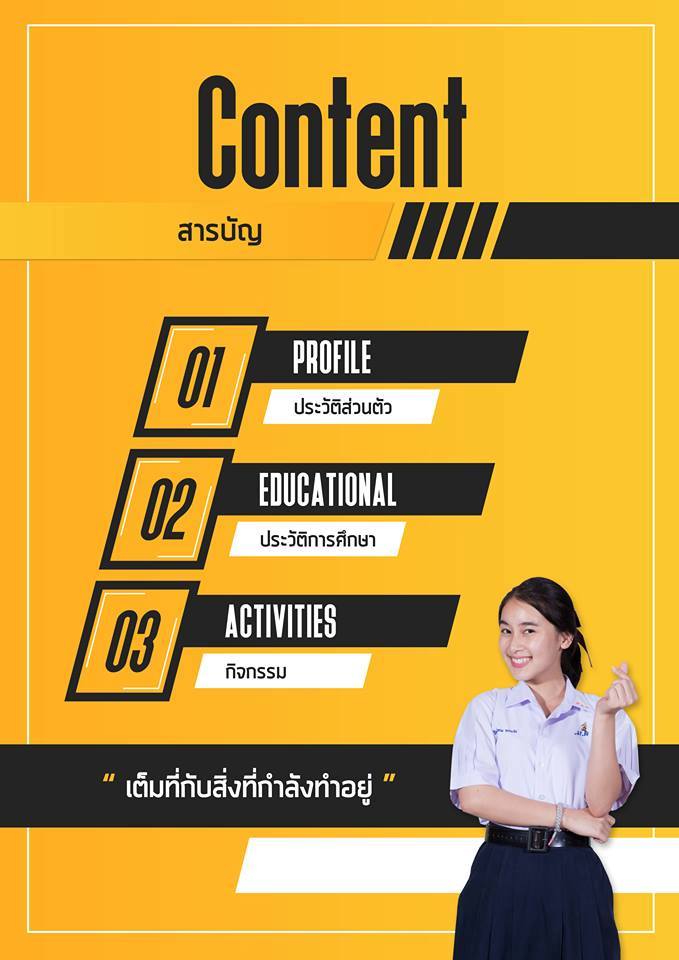 Content
สารบัญ
01
PROFILE
ประวัติส่วนตัว
02
EDUCATIONAL
ประวัติการศึกษา
03
ACTIVITIES
กิจกรรม
“ เต็มที่กับสิ่งที่กำลังทำอยู่ ”